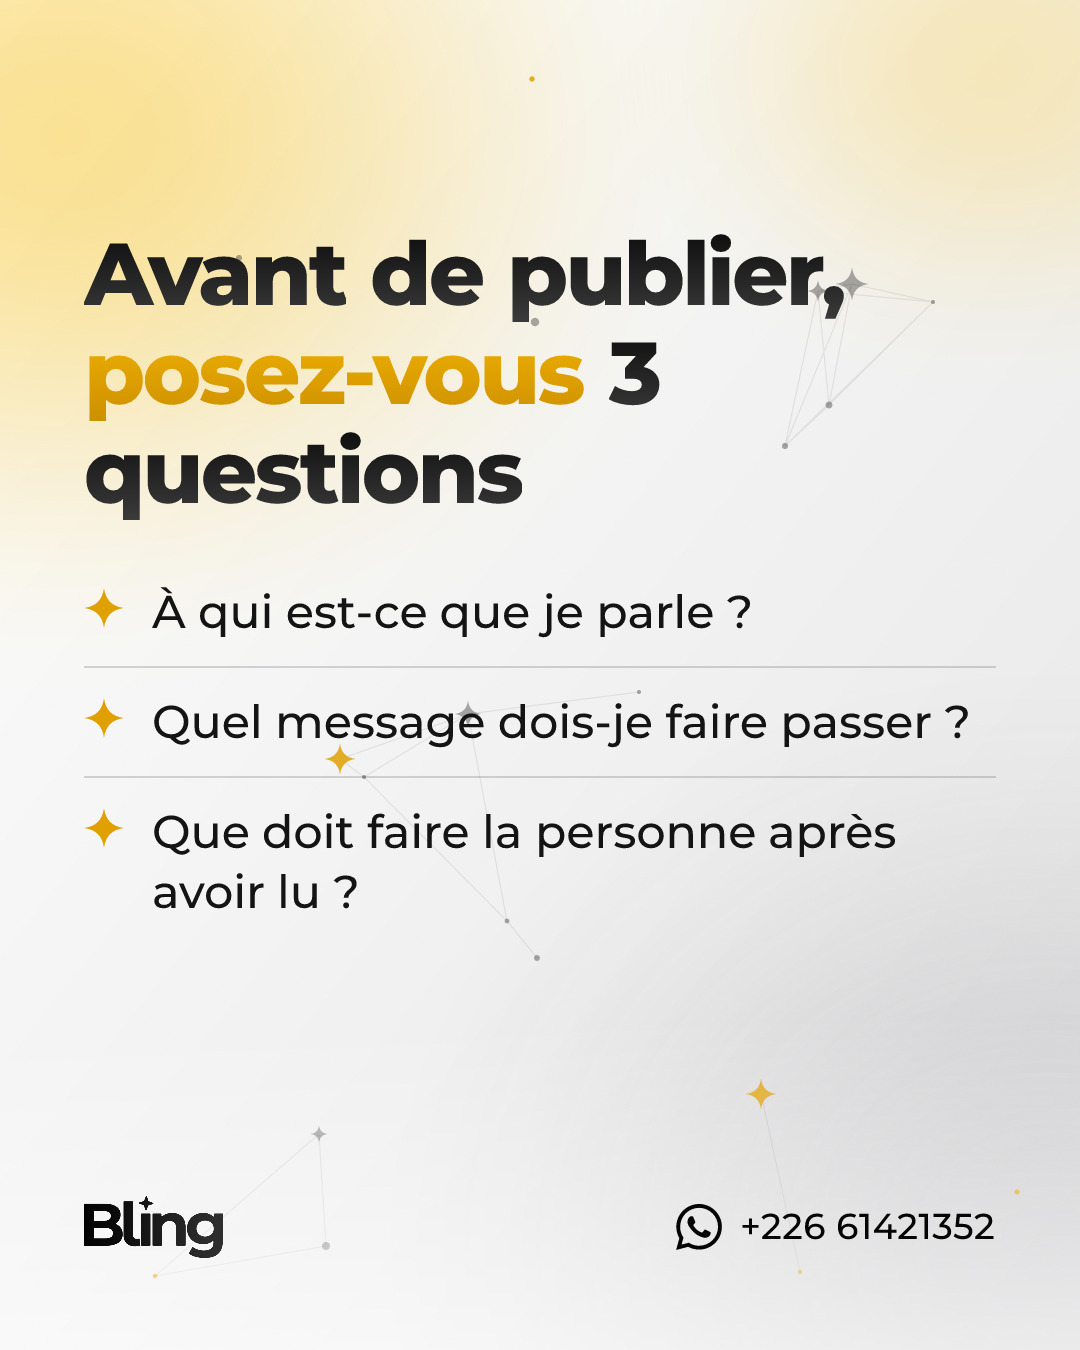 Avant de publier,
posez-vous 3
questions
À qui est-ce que je parle ?
Quel message dois-je faire passer ?
Que doit faire la personne après
avoir lu ?
Bling
+226 61421352